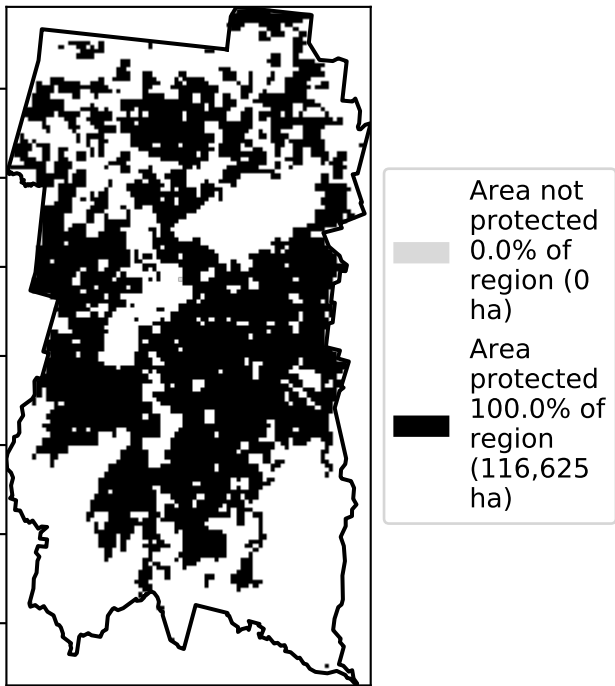 Area not
protected
0.0% of
region (0
ha)
Area
protected
100.0% of
region
(116,625
ha)